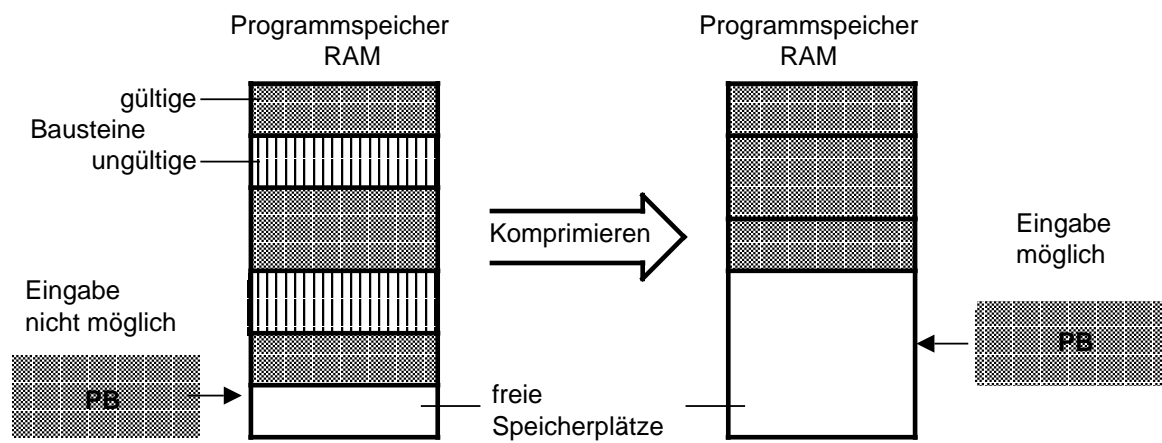 Programmspeicher
RAM
Programmspeicher
RAM
gültige
Bausteine
ungültige
Komprimieren
Eingabe
möglich
Eingabe
nicht möglich
PB
PB
freie
Speicherplätze